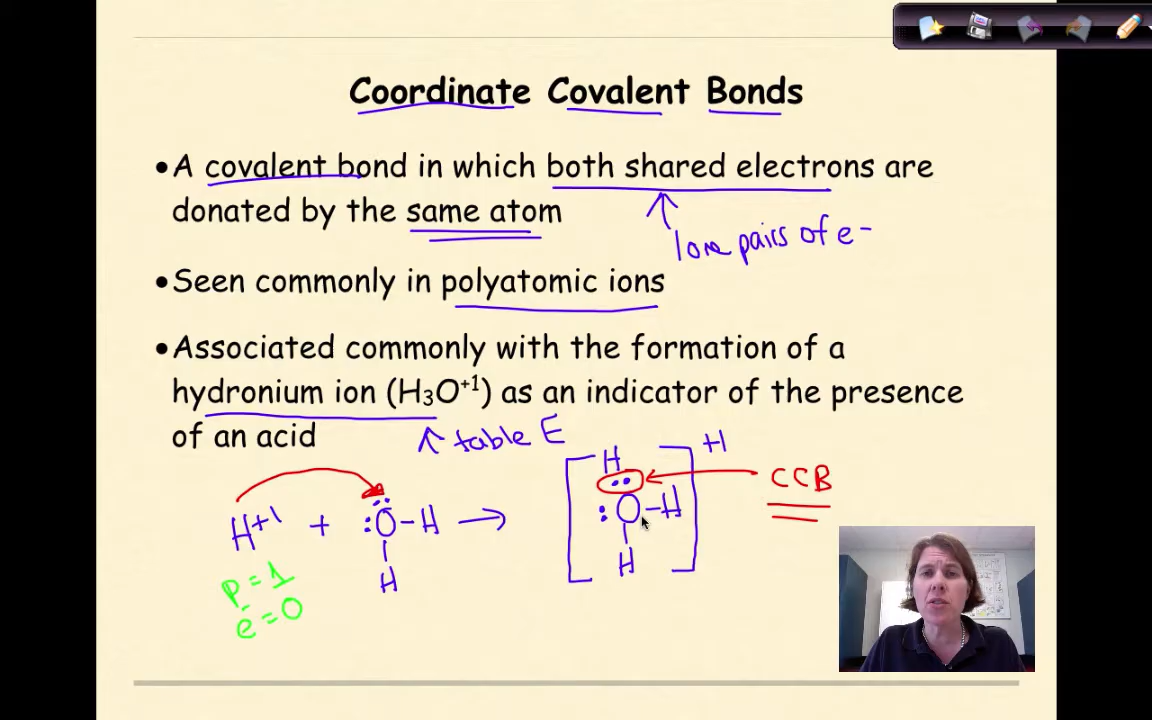 Coordinate Covalent Bonds
•A covalent bond in which both shared electrons are
donated by the same atom
lone pairs of e-
•Seen commonly in polyatomic ions
•Associated commonly with the formation of a
hydronium ion (H₃O⁺¹) as an indicator of the presence
of an acid
↑ table E
H⁺¹ + :Ö-H → [H : :O-H H]
+1
CCB
H
p = 1
e = 0